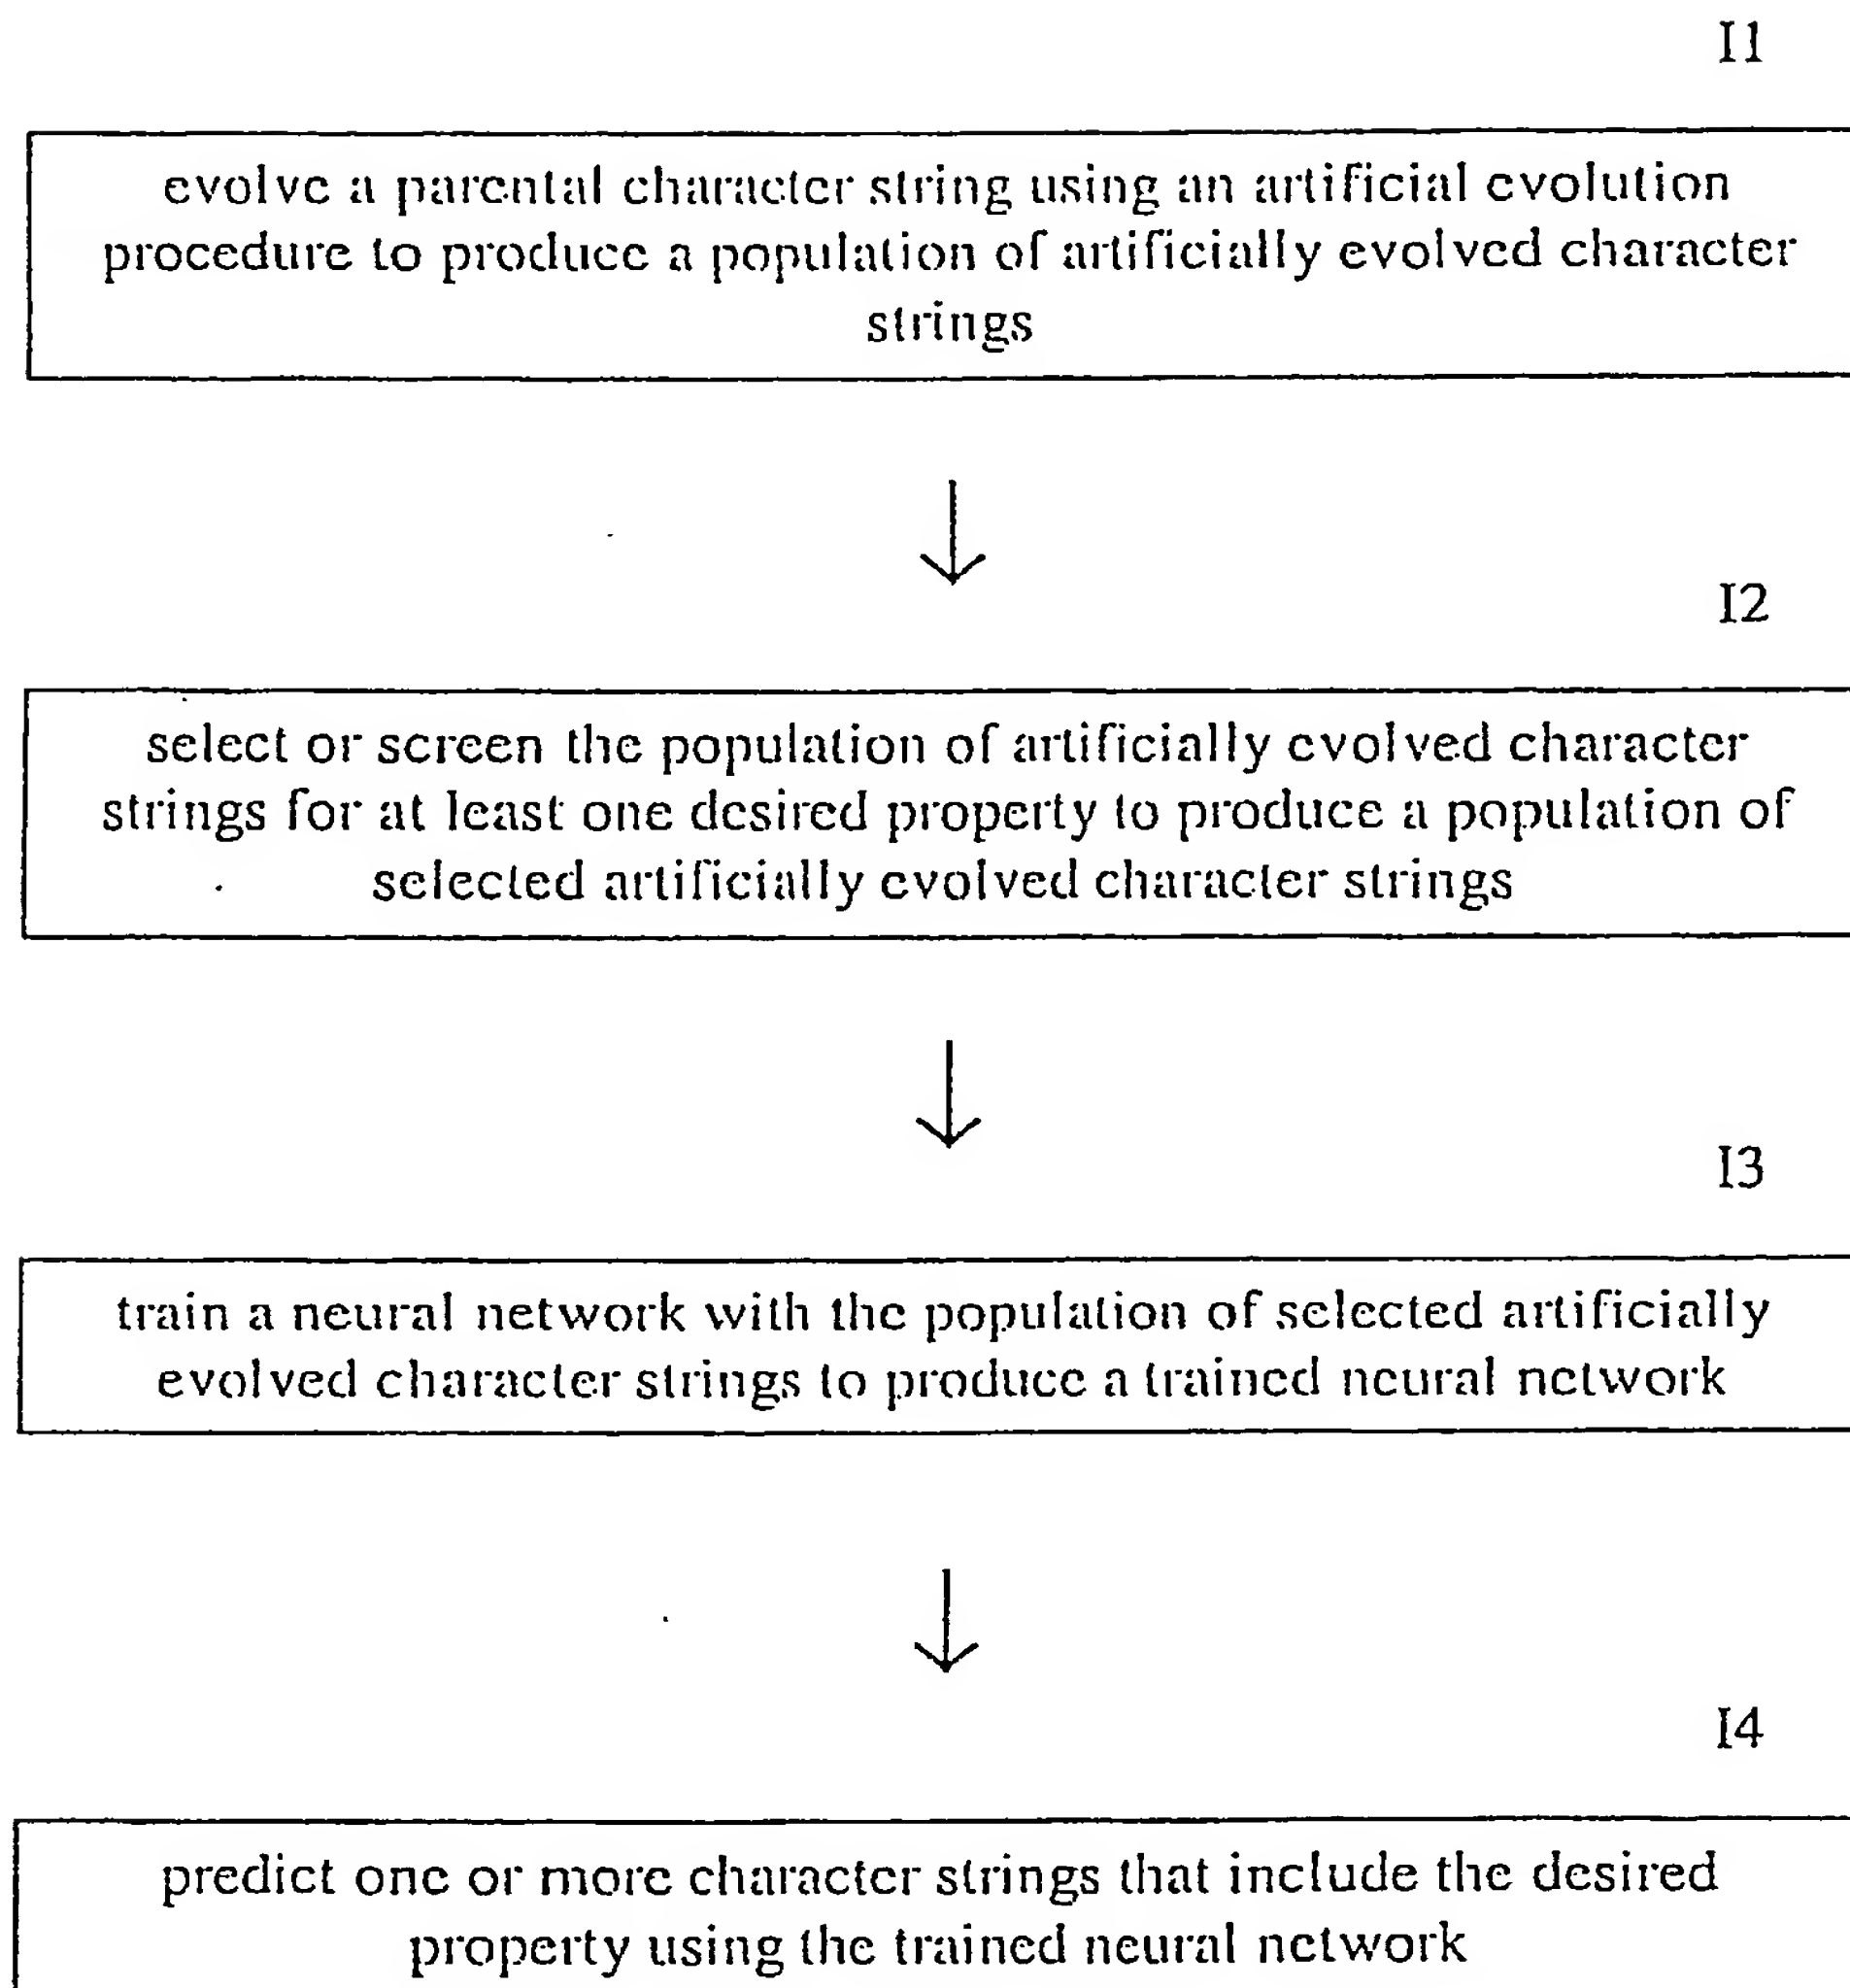 I1
evolve a parental character string using an artificial evolution
procedure to produce a population of artificially evolved character
strings
I2
select or screen the population of artificially evolved character
strings for at least one desired property to produce a population of
selected artificially evolved character strings
I3
train a neural network with the population of selected artificially
evolved character strings to produce a trained neural network
I4
predict one or more character strings that include the desired
property using the trained neural network